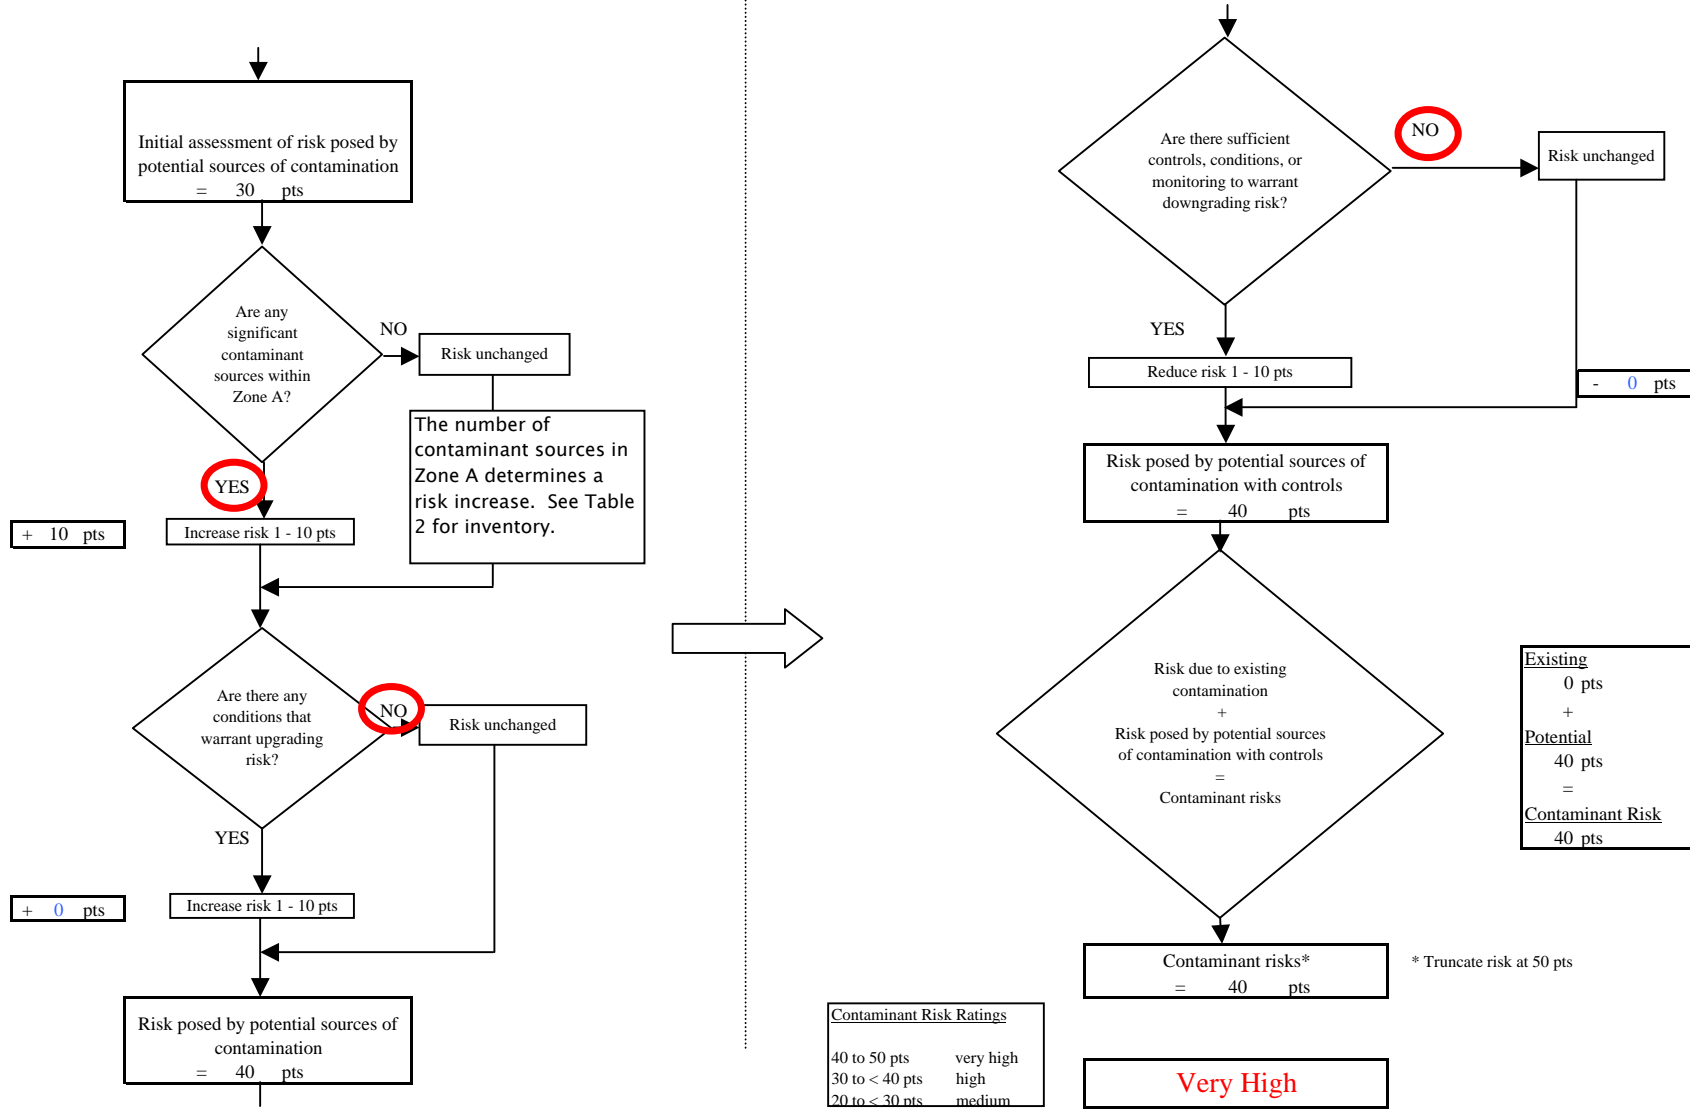 Initial assessment of risk posed by
potential sources of contamination
= 30 pts
Are any
significant
contaminant
sources within
Zone A?
NO
Risk unchanged
The number of
contaminant sources in
Zone A determines a
risk increase. See Table
2 for inventory.
YES
+ 10 pts
Increase risk 1 - 10 pts
Are there any
conditions that
warrant upgrading
risk?
NO
Risk unchanged
YES
+ 0 pts
Increase risk 1 - 10 pts
Risk posed by potential sources of
contamination
= 40 pts
Are there sufficient
controls, conditions, or
monitoring to warrant
downgrading risk?
NO
Risk unchanged
YES
Reduce risk 1 - 10 pts
- 0 pts
Risk posed by potential sources of
contamination with controls
= 40 pts
Risk due to existing
contamination
+
Risk posed by potential sources
of contamination with controls
=
Contaminant risks
Existing
0 pts
+
Potential
40 pts
=
Contaminant Risk
40 pts
Contaminant risks*
= 40 pts
* Truncate risk at 50 pts
Contaminant Risk Ratings
40 to 50 pts very high
30 to < 40 pts high
20 to < 30 pts medium
Very High